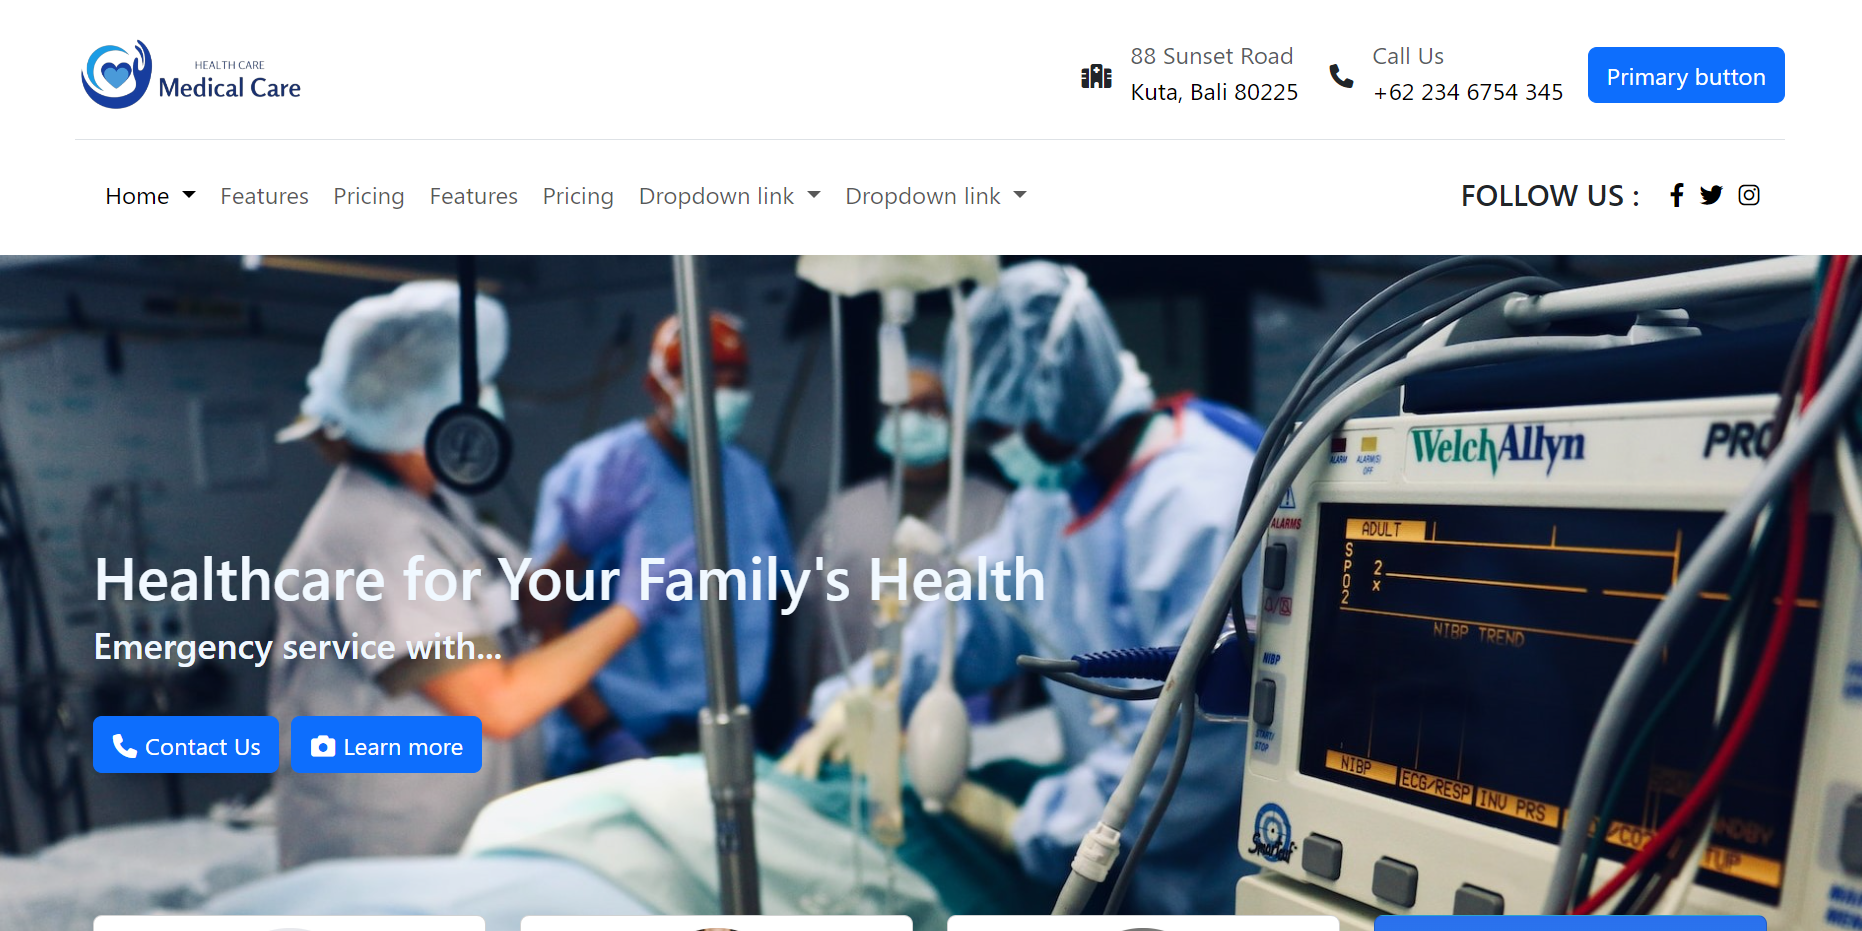 HEALTH CARE
Medical Care
88 Sunset Road
Kuta, Bali 80225
Call Us
+62 234 6754 345
Primary button
Home
Features
Pricing
Features
Pricing
Dropdown link
Dropdown link
FOLLOW US :
WelchAllyn
PRO
ALARM
ALARM(S)
OFF
ALARMS
ADULT
SPO2
2
x
NIBP TREND
NIBP
START/
STOP
Healthcare for Your Family's Health
Emergency service with...
Contact Us
Learn more
NIBP
ECG/RESP
INV PRS
Smartcuf